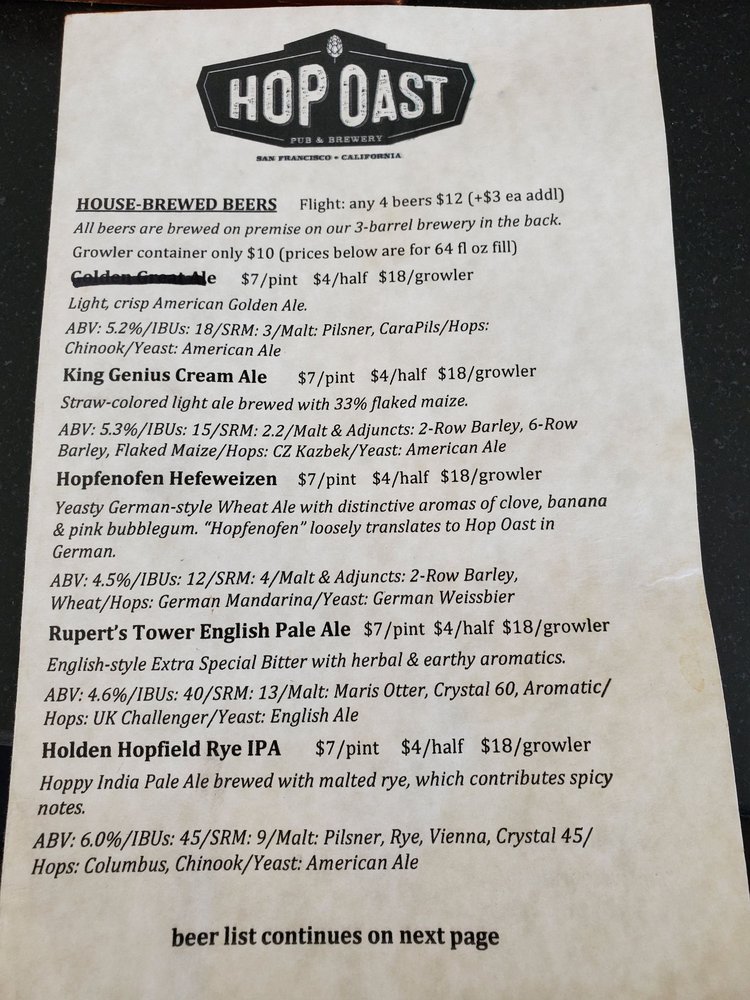 HOP OAST
PUB & BREWERY
SAN FRANCISCO • CALIFORNIA
HOUSE-BREWED BEERS Flight: any 4 beers $12 (+$3 ea addl)
All beers are brewed on premise on our 3-barrel brewery in the back.
Growler container only $10 (prices below are for 64 fl oz fill)
Golden Ale $7/pint $4/half $18/growler
Light, crisp American Golden Ale.
ABV: 5.2%/IBUs: 18/SRM: 3/Malt: Pilsner, CaraPils/Hops:
Chinook/Yeast: American Ale
King Genius Cream Ale $7/pint $4/half $18/growler
Straw-colored light ale brewed with 33% flaked maize.
ABV: 5.3%/IBUs: 15/SRM: 2.2/Malt & Adjuncts: 2-Row Barley, 6-Row
Barley, Flaked Maize/Hops: CZ Kazbek/Yeast: American Ale
Hopfenofen Hefeweizen $7/pint $4/half $18/growler
Yeasty German-style Wheat Ale with distinctive aromas of clove, banana
& pink bubblegum. "Hopfenofen" loosely translates to Hop Oast in
German.
ABV: 4.5%/IBUs: 12/SRM: 4/Malt & Adjuncts: 2-Row Barley,
Wheat/Hops: German Mandarina/Yeast: German Weissbier
Rupert's Tower English Pale Ale $7/pint $4/half $18/growler
English-style Extra Special Bitter with herbal & earthy aromatics.
ABV: 4.6%/IBUs: 40/SRM: 13/Malt: Maris Otter, Crystal 60, Aromatic/
Hops: UK Challenger/Yeast: English Ale
Holden Hopfield Rye IPA $7/pint $4/half $18/growler
Hoppy India Pale Ale brewed with malted rye, which contributes spicy
notes.
ABV: 6.0%/IBUs: 45/SRM: 9/Malt: Pilsner, Rye, Vienna, Crystal 45/
Hops: Columbus, Chinook/Yeast: American Ale
beer list continues on next page